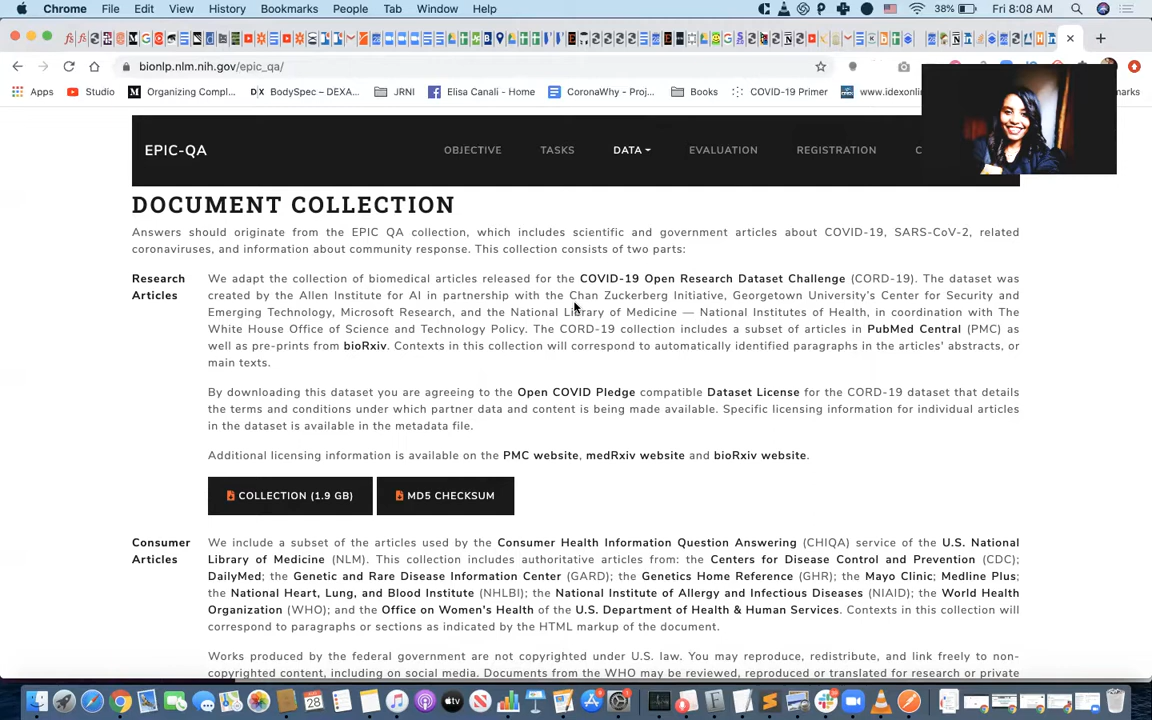 Chrome File Edit View History Bookmarks People Tab Window Help 38% Fri 8:08 AM
bionlp.nlm.nih.gov/epic_qa/
Apps Studio Organizing Compl... BodySpec – DEXA... JRNI Elisa Canali - Home CoronaWhy - Proj... Books COVID-19 Primer www.idexonlin marks
EPIC-QA OBJECTIVE TASKS DATA EVALUATION REGISTRATION C
DOCUMENT COLLECTION
Answers should originate from the EPIC QA collection, which includes scientific and government articles about COVID-19, SARS-CoV-2, related
coronaviruses, and information about community response. This collection consists of two parts:
Research Articles
We adapt the collection of biomedical articles released for the COVID-19 Open Research Dataset Challenge (CORD-19). The dataset was
created by the Allen Institute for AI in partnership with the Chan Zuckerberg Initiative, Georgetown University's Center for Security and
Emerging Technology, Microsoft Research, and the National Library of Medicine — National Institutes of Health, in coordination with The
White House Office of Science and Technology Policy. The CORD-19 collection includes a subset of articles in PubMed Central (PMC) as
well as pre-prints from bioRxiv. Contexts in this collection will correspond to automatically identified paragraphs in the articles' abstracts, or
main texts.
By downloading this dataset you are agreeing to the Open COVID Pledge compatible Dataset License for the CORD-19 dataset that details
the terms and conditions under which partner data and content is being made available. Specific licensing information for individual articles
in the dataset is available in the metadata file.
Additional licensing information is available on the PMC website, medRxiv website and bioRxiv website.
COLLECTION (1.9 GB) MD5 CHECKSUM
Consumer Articles
We include a subset of the articles used by the Consumer Health Information Question Answering (CHIQA) service of the U.S. National
Library of Medicine (NLM). This collection includes authoritative articles from: the Centers for Disease Control and Prevention (CDC);
DailyMed; the Genetic and Rare Disease Information Center (GARD); the Genetics Home Reference (GHR); the Mayo Clinic; Medline Plus;
the National Heart, Lung, and Blood Institute (NHLBI); the National Institute of Allergy and Infectious Diseases (NIAID); the World Health
Organization (WHO); and the Office on Women's Health of the U.S. Department of Health & Human Services. Contexts in this collection will
correspond to paragraphs or sections as indicated by the HTML markup of the document.
Works produced by the federal government are not copyrighted under U.S. law. You may reproduce, redistribute, and link freely to non-
copyrighted content, including on social media. Documents from the WHO may be reviewed, reproduced or translated for research or private